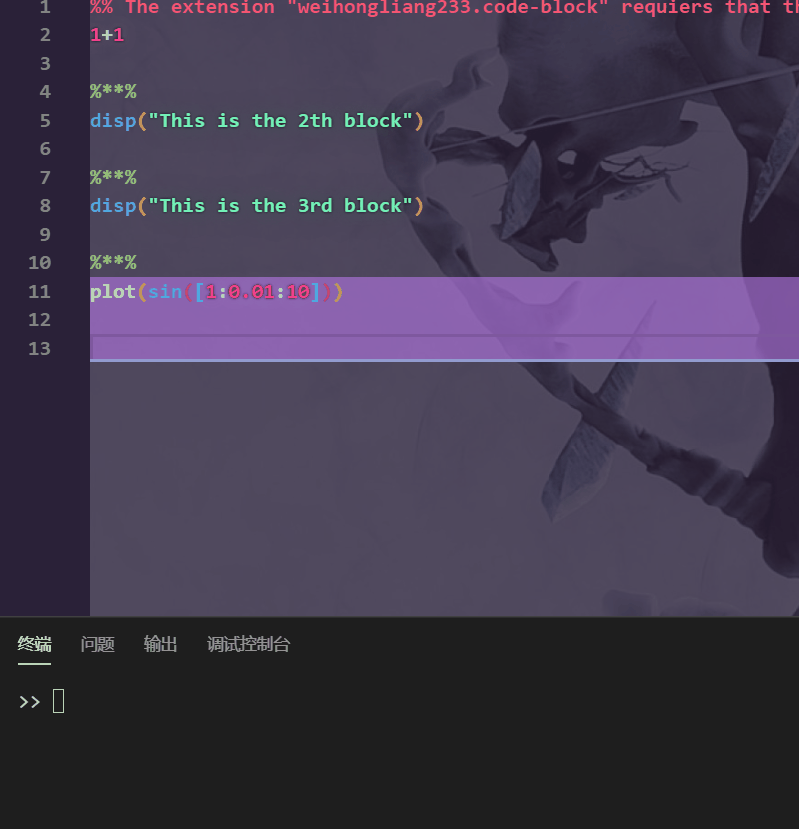 1 %% The extension "weihongliang233.code-block" requiers that
2 1+1
3
4 %**%
5 disp("This is the 2th block")
6
7 %**%
8 disp("This is the 3rd block")
9
10 %**%
11 plot(sin([1:0.01:10]))
12
13
终端 问题 输出 调试控制台
>>